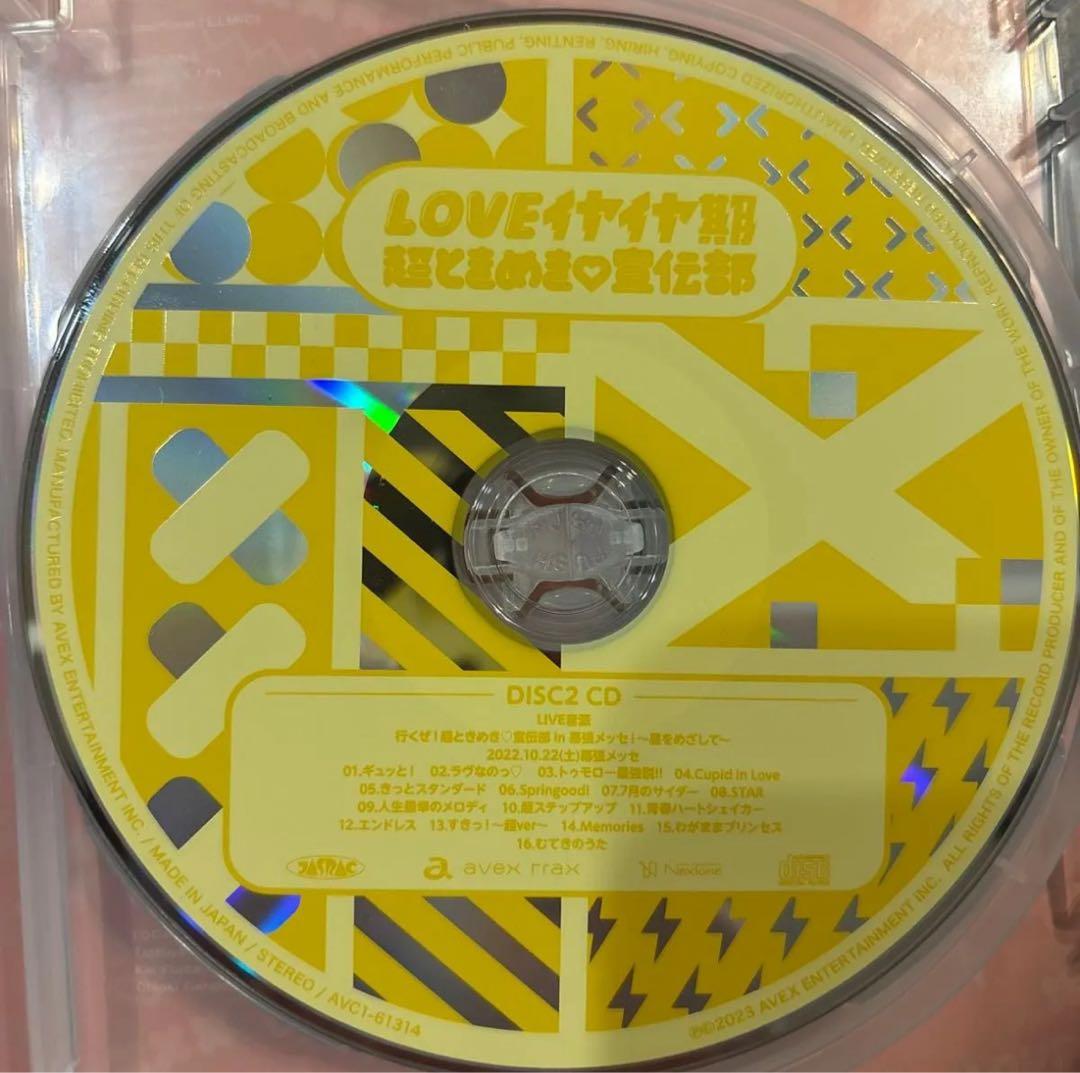 LOVEイヤイヤ期
超ときめき♡宣伝部
DISC2 CD
LIVE音源
行くぜ!超ときめき♡宣伝部 in 幕張メッセ!〜星をめざして〜
2022.10.22(土)幕張メッセ
01.ギュッと! 02.ラヴなのっ♡ 03.トゥモロー最強説!! 04.Cupid in Love
05.きっとスタンダード 06.Springood! 07.7月のサイダー 08.STAR
09.人生最幸のメロディ 10.超ステップアップ 11.青春ハートシェイカー
12.エンドレス 13.すきっ!〜超ver〜 14.Memories 15.わがままプリンセス
16.むてきのうた
JASRAC avex trax NexTone
UNAUTHORIZED COPYING, HIRING, RENTING, PUBLIC PERFORMANCE AND BROADCASTING OF THIS RECORDING PROHIBITED. MANUFACTURED BY AVEX ENTERTAINMENT INC. / MADE IN JAPAN / STEREO / AVC1-61314
℗©2023 AVEX ENTERTAINMENT INC. ALL RIGHTS OF THE RECORD PRODUCER AND OF THE OWNER OF THE WORK REPRODUCED RESERVED.
PUSH